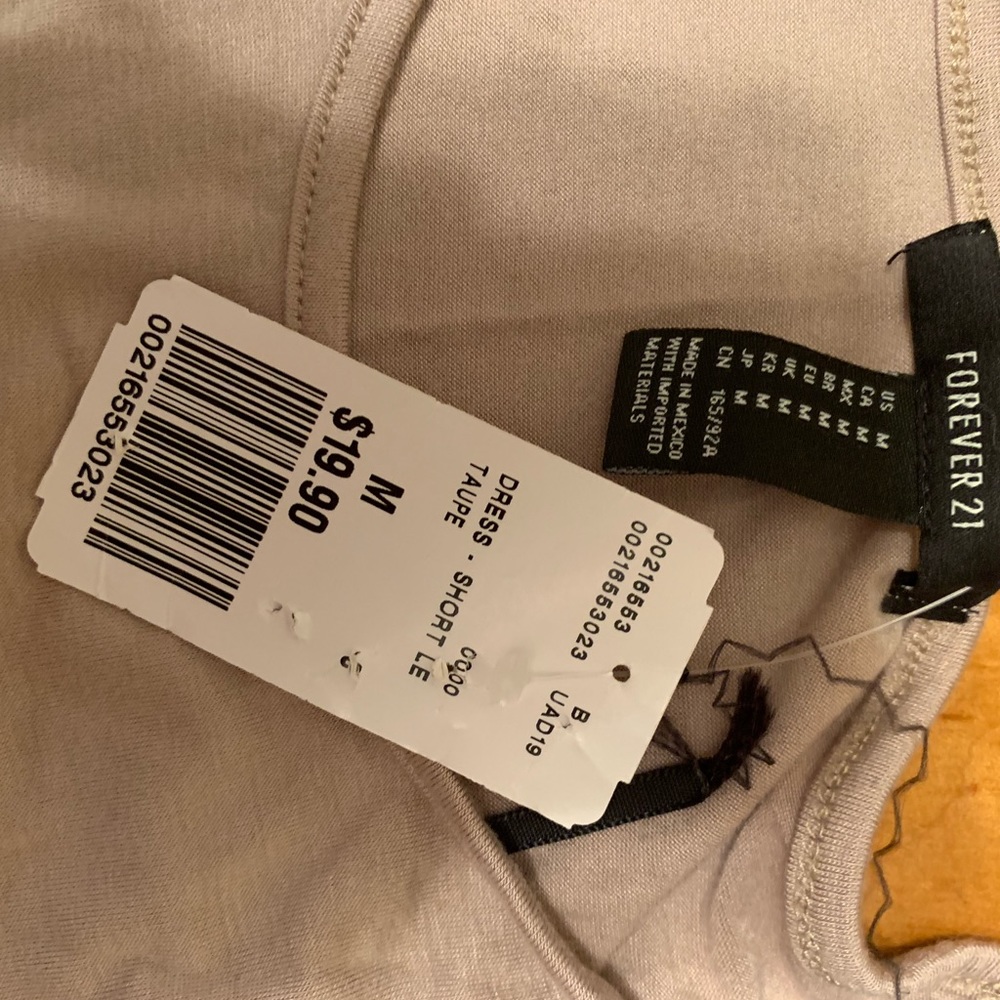 FOREVER 21
US M
CA M
MX M
BR M
EU M
UK M
KR M
JP M
CN 165/92A
MADE IN MEXICO
WITH IMPORTED
MATERIALS
00216553 B
00216553023 UAD19
0000
DRESS - SHORT LE
TAUPE
M
$19.90
00216553023